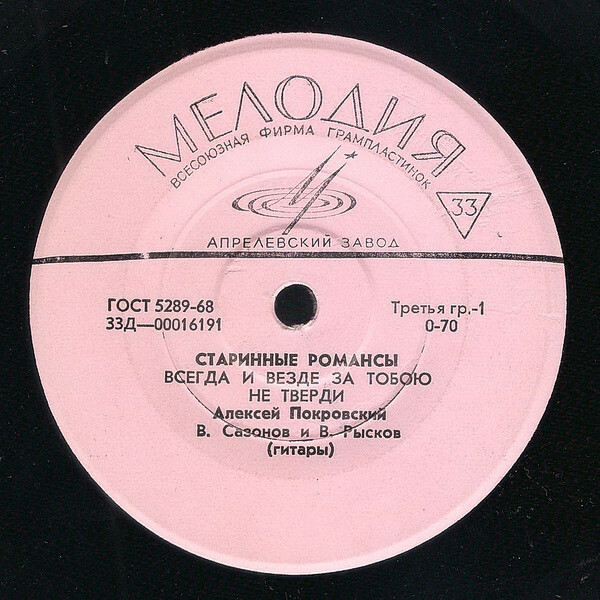 МЕЛОДИЯ
ВСЕСОЮЗНАЯ ФИРМА ГРАМПЛАСТИНОК
33
АПРЕЛЕВСКИЙ ЗАВОД
ГОСТ 5289-68
33Д—00016191
Третья гр.-1
0-70
СТАРИННЫЕ РОМАНСЫ
ВСЕГДА И ВЕЗДЕ ЗА ТОБОЮ
НЕ ТВЕРДИ
Алексей Покровский
В. Сазонов и В. Рысков
(гитары)